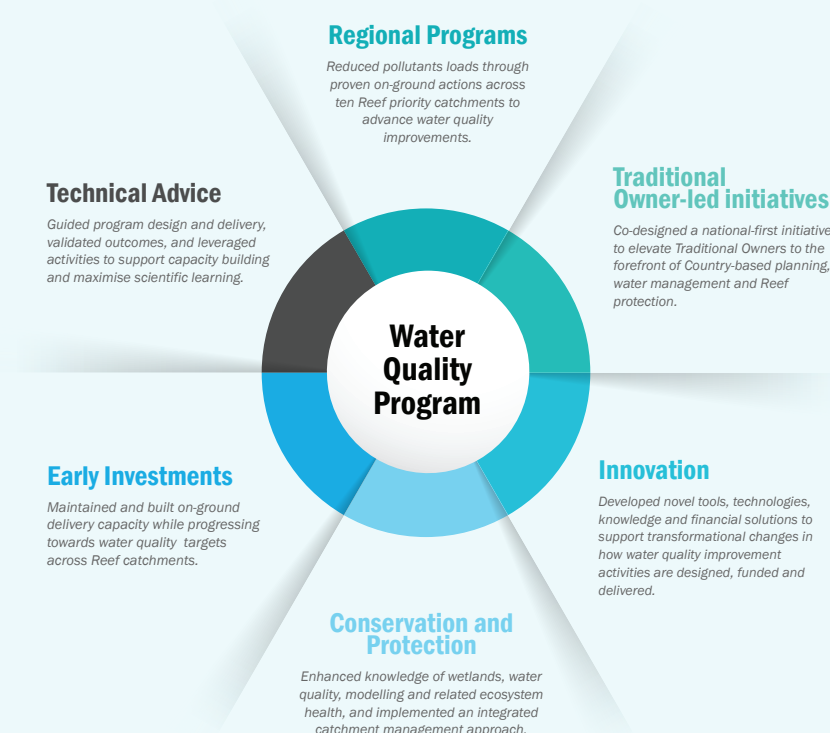 Regional Programs
Reduced pollutants loads through
proven on-ground actions across
ten Reef priority catchments to
advance water quality
improvements.
Traditional
Owner-led initiatives
Co-designed a national-first initiative
to elevate Traditional Owners to the
forefront of Country-based planning,
water management and Reef
protection.
Technical Advice
Guided program design and delivery,
validated outcomes, and leveraged
activities to support capacity building
and maximise scientific learning.
Water
Quality
Program
Early Investments
Maintained and built on-ground
delivery capacity while progressing
towards water quality targets
across Reef catchments.
Innovation
Developed novel tools, technologies,
knowledge and financial solutions to
support transformational changes in
how water quality improvement
activities are designed, funded and
delivered.
Conservation and
Protection
Enhanced knowledge of wetlands, water
quality, modelling and related ecosystem
health, and implemented an integrated
catchment management approach.